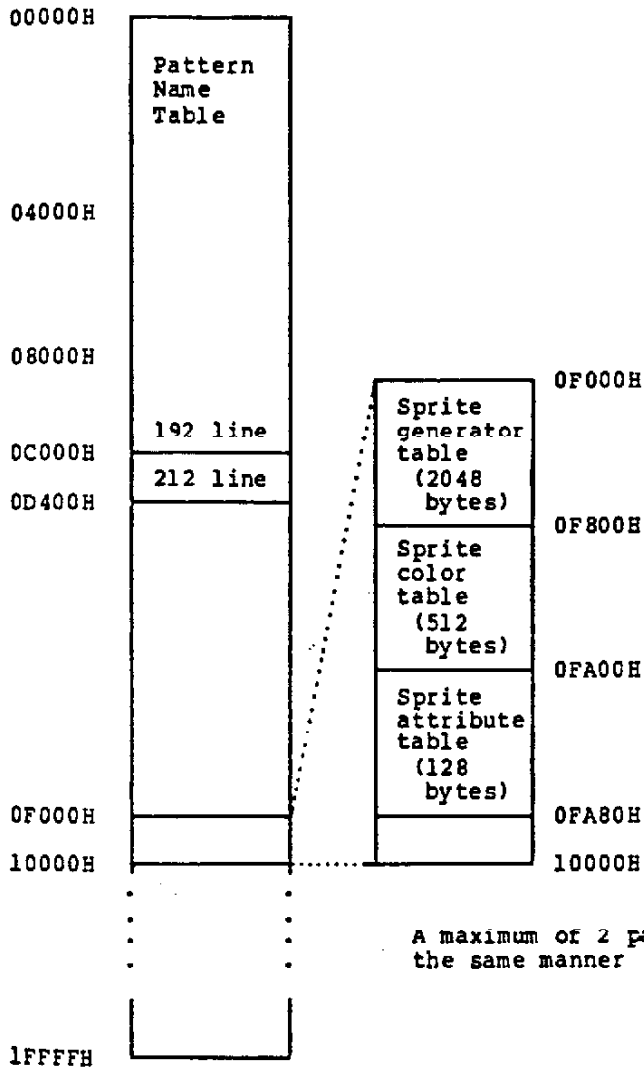 00000H
Pattern
Name
Table
04000H
08000H
192 line
0C000H
212 line
0D400H
0F000H
10000H
1FFFFH
0F000H
Sprite
generator
table
(2048
bytes)
0F800H
Sprite
color
table
(512
bytes)
0FA00H
Sprite
attribute
table
(128
bytes)
0FA80H
10000H
A maximum of 2
the same manner